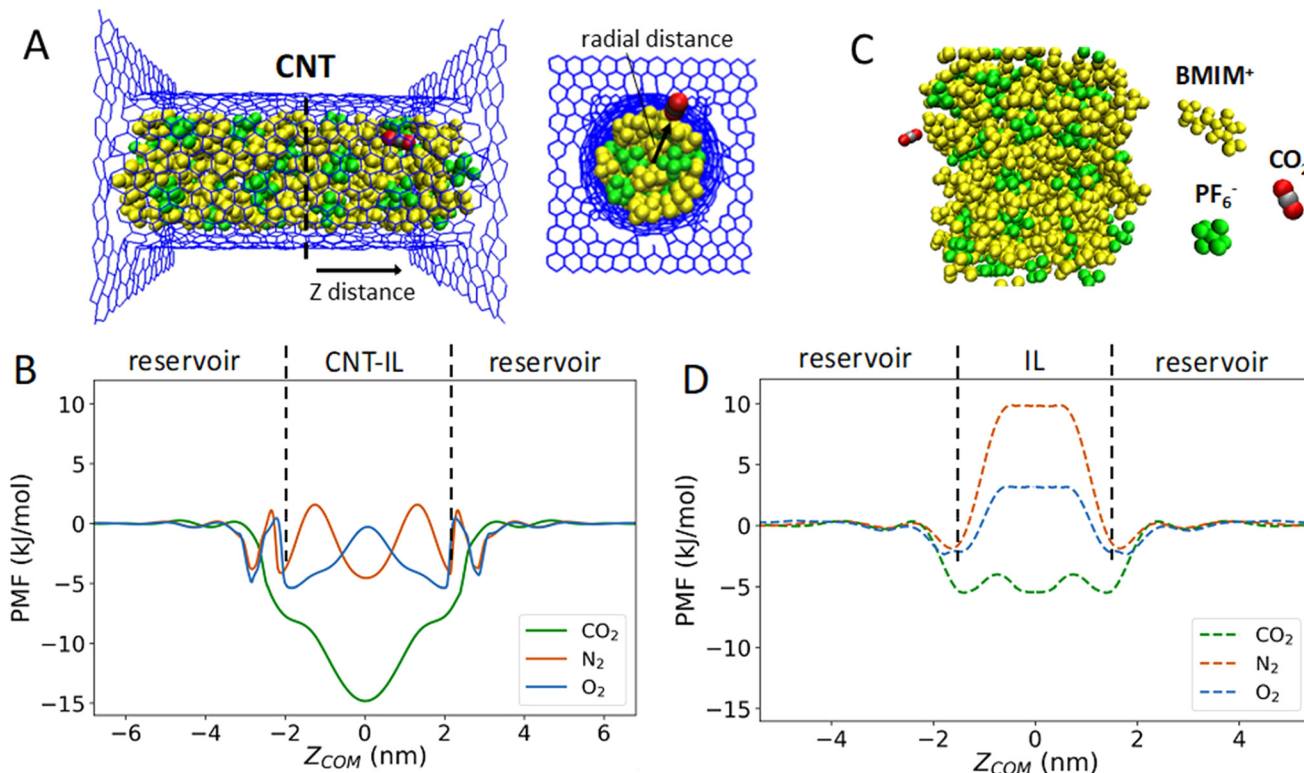 A
CNT
Z distance
radial distance
C
BMIM⁺
PF₆⁻
CO₂
B
reservoir CNT-IL reservoir
PMF (kJ/mol)
10
5
0
−5
−10
−15
CO₂
N₂
O₂
−6 −4 −2 0 2 4 6
Z_COM (nm)
D
reservoir IL reservoir
PMF (kJ/mol)
10
5
0
−5
−10
−15
CO₂
N₂
O₂
−4 −2 0 2 4
Z_COM (nm)